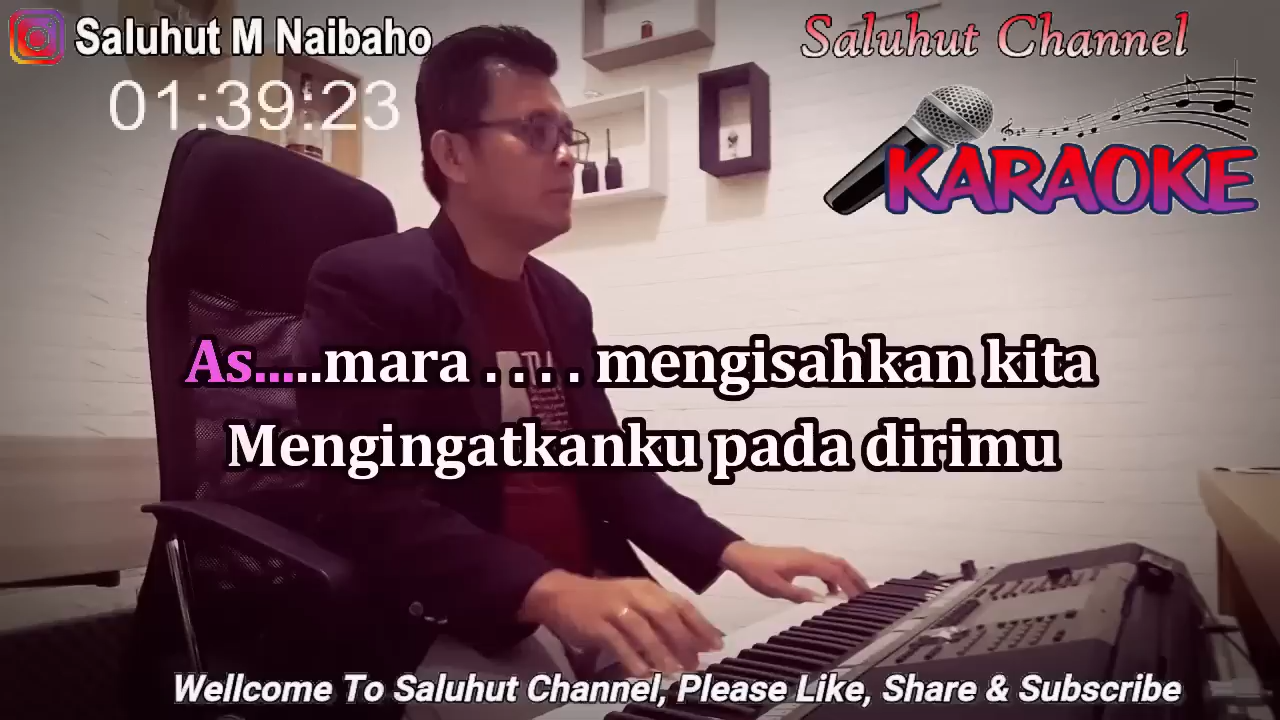 Saluhut M Naibaho
Saluhut Channel
01:39:23
KARAOKE
As.....mara . . . . mengisahkan kita
Mengingatkanku pada dirimu
Wellcome To Saluhut Channel, Please Like, Share & Subscribe